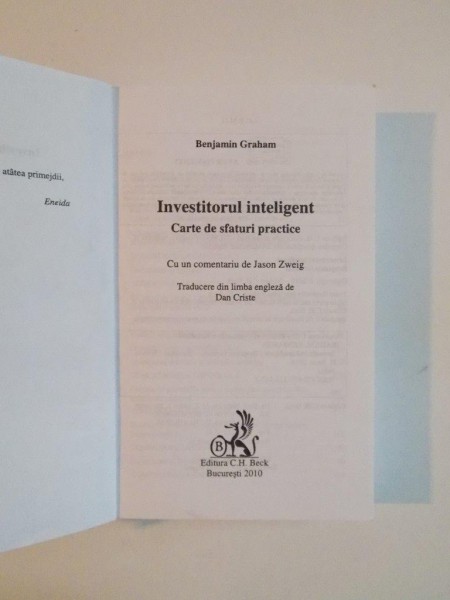 atâtea primejdii,
Eneida
Benjamin Graham
Investitorul inteligent
Carte de sfaturi practice
Cu un comentariu de Jason Zweig
Traducere din limba engleză de
Dan Criste
B
Editura C.H. Beck
București 2010